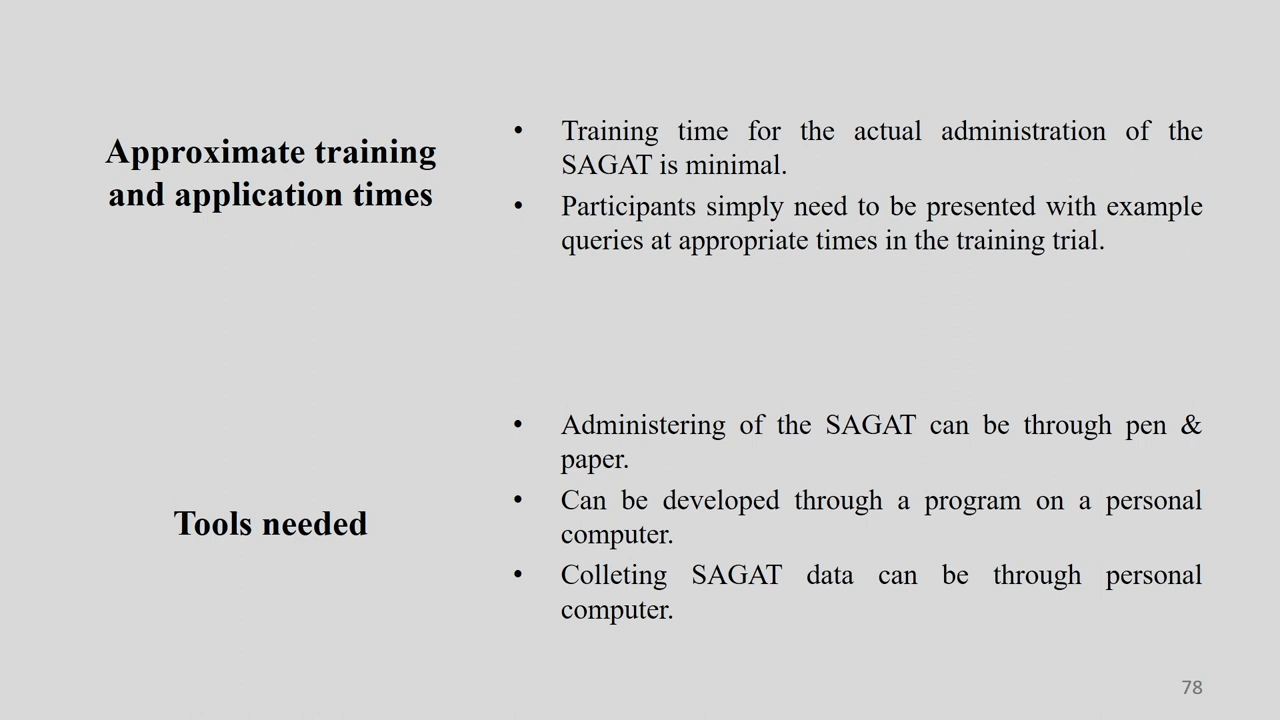 Approximate training
and application times
• Training time for the actual administration of the
SAGAT is minimal.
• Participants simply need to be presented with example
queries at appropriate times in the training trial.
Tools needed
• Administering of the SAGAT can be through pen &
paper.
• Can be developed through a program on a personal
computer.
• Colleting SAGAT data can be through personal
computer.
78